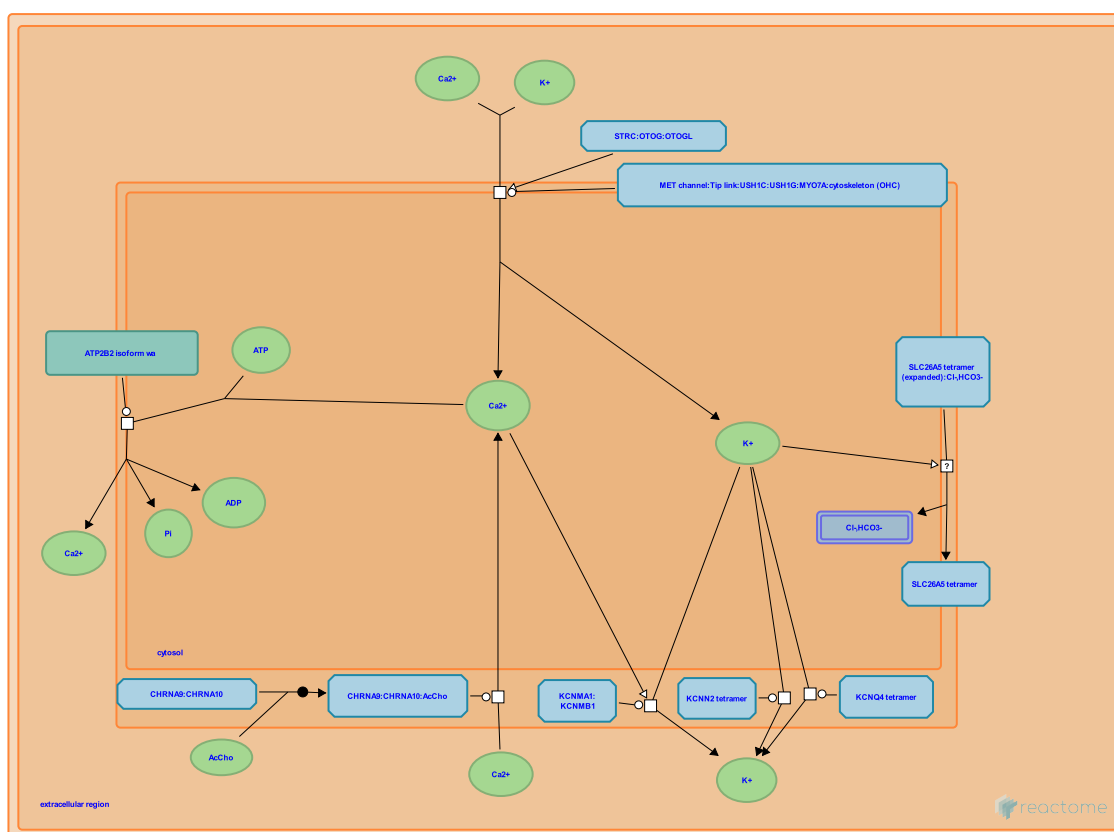 Ca2+
K+
STRC:OTOG:OTOGL
MET channel:Tip link:USH1C:USH1G:MYO7A:cytoskeleton (OHC)
ATP2B2 isoform wa
ATP
SLC26A5 tetramer
(expanded):Cl-,HCO3-
Ca2+
K+
?
ADP
Pi
Ca2+
Cl-,HCO3-
SLC26A5 tetramer
cytosol
CHRNA9:CHRNA10
CHRNA9:CHRNA10:AcCho
KCNMA1:
KCNMB1
KCNN2 tetramer
KCNQ4 tetramer
AcCho
Ca2+
K+
extracellular region
reactome